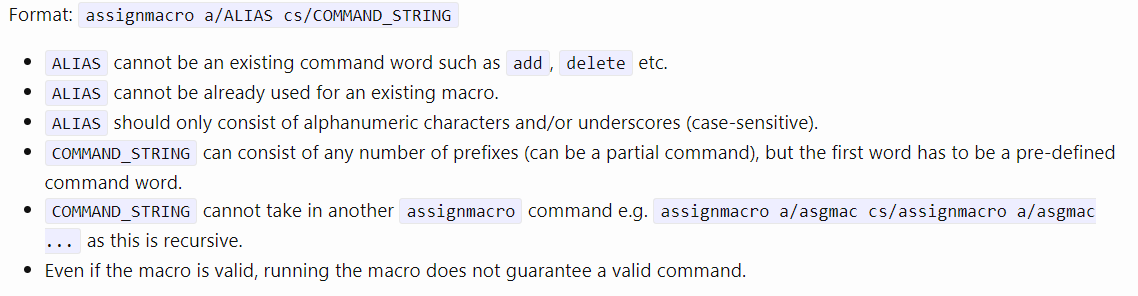 Format: assignmacro a/ALIAS cs/COMMAND_STRING
• ALIAS cannot be an existing command word such as add, delete etc.
• ALIAS cannot be already used for an existing macro.
• ALIAS should only consist of alphanumeric characters and/or underscores (case-sensitive).
• COMMAND_STRING can consist of any number of prefixes (can be a partial command), but the first word has to be a pre-defined
command word.
• COMMAND_STRING cannot take in another assignmacro command e.g. assignmacro a/asgmac cs/assignmacro a/asgmac
... as this is recursive.
• Even if the macro is valid, running the macro does not guarantee a valid command.